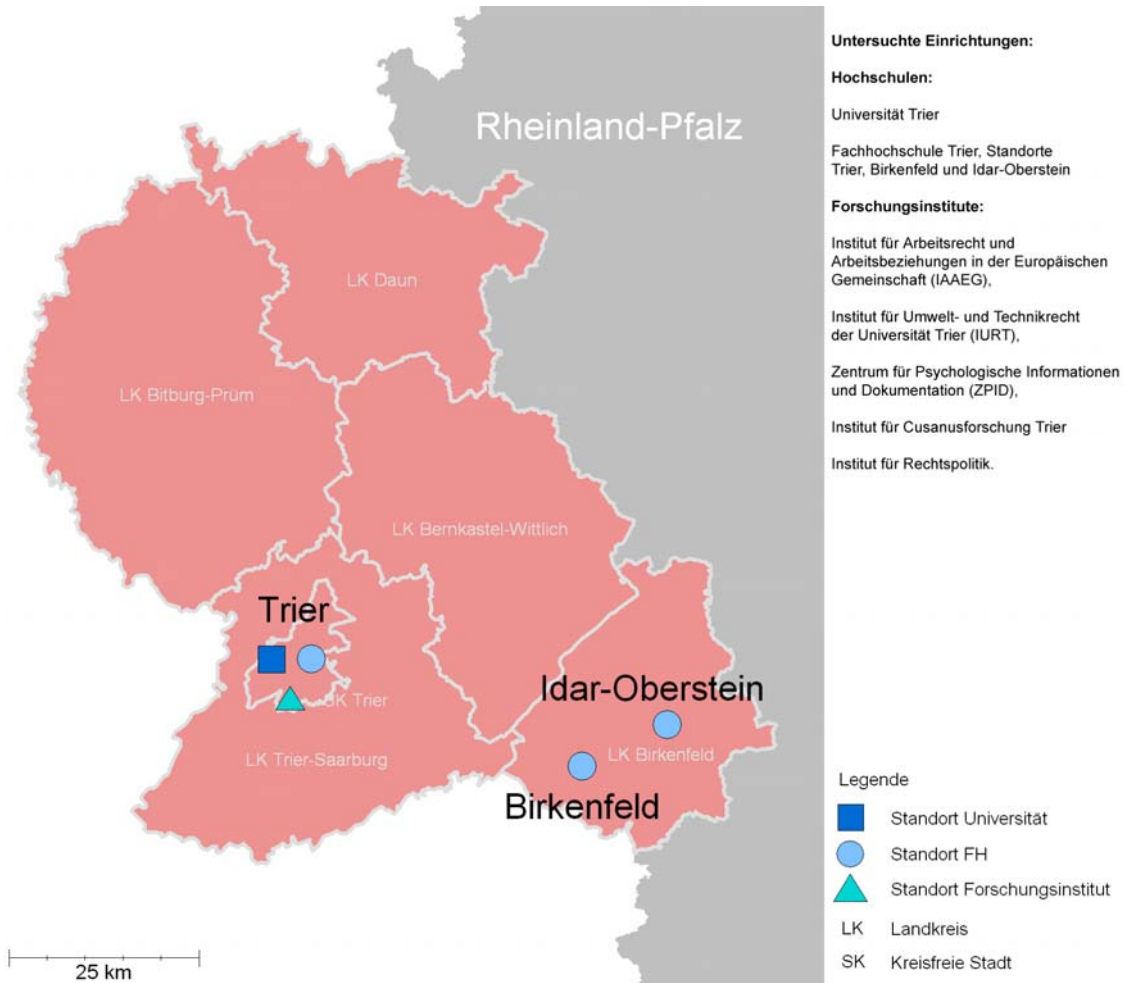 Rheinland-Pfalz
LK Daun
LK Bitburg-Prüm
LK Bernkastel-Wittlich
Trier
SK Trier
LK Trier-Saarburg
Idar-Oberstein
LK Birkenfeld
Birkenfeld
25 km
Untersuchte Einrichtungen:
Hochschulen:
Universität Trier
Fachhochschule Trier, Standorte
Trier, Birkenfeld und Idar-Oberstein
Forschungsinstitute:
Institut für Arbeitsrecht und
Arbeitsbeziehungen in der Europäischen
Gemeinschaft (IAAEG),
Institut für Umwelt- und Technikrecht
der Universität Trier (IURT),
Zentrum für Psychologische Informationen
und Dokumentation (ZPID),
Institut für Cusanusforschung Trier
Institut für Rechtspolitik.
Legende
Standort Universität
Standort FH
Standort Forschungsinstitut
LK Landkreis
SK Kreisfreie Stadt